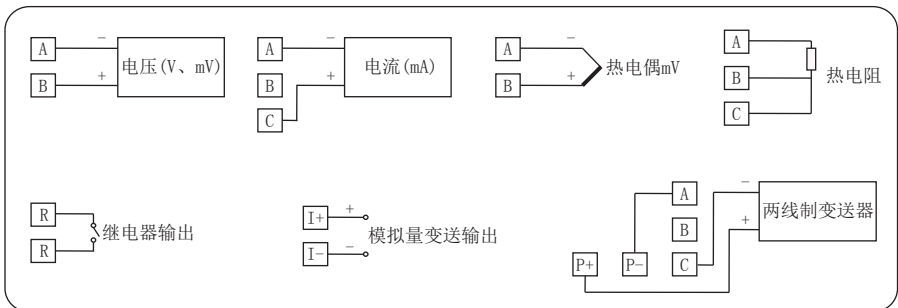 A
−
电压(V、mV)
B
+
A
−
电流(mA)
B
+
C
A
−
热电偶mV
B
+
A
B
热电阻
C
R
继电器输出
R
I+
+
模拟量变送输出
I−
−
A
−
两线制变送器
B
+
P+
P−
C